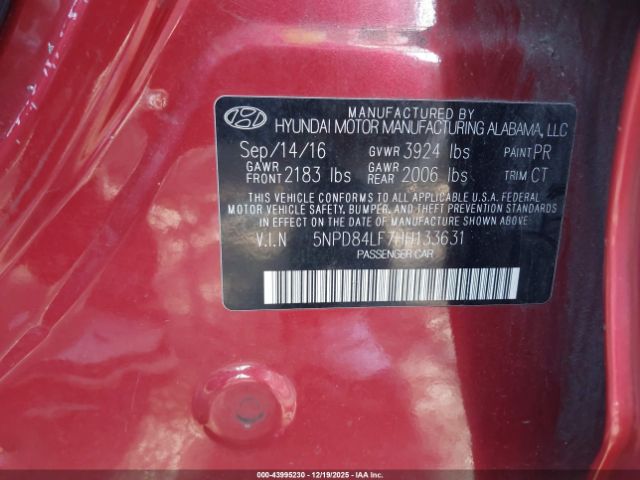 MANUFACTURED BY
HYUNDAI MOTOR MANUFACTURING ALABAMA, LLC
Sep/14/16 GVWR 3924 lbs PAINT PR
GAWR FRONT 2183 lbs GAWR REAR 2006 lbs TRIM CT
THIS VEHICLE CONFORMS TO ALL APPLICABLE U.S.A. FEDERAL
MOTOR VEHICLE SAFETY, BUMPER, AND THEFT PREVENTION STANDARDS
IN EFFECT ON THE DATE OF MANUFACTURE SHOWN ABOVE.
V.I.N 5NPD84LF7HH133631
PASSENGER CAR
000-43995230 - 12/19/2025 - IAA Inc.